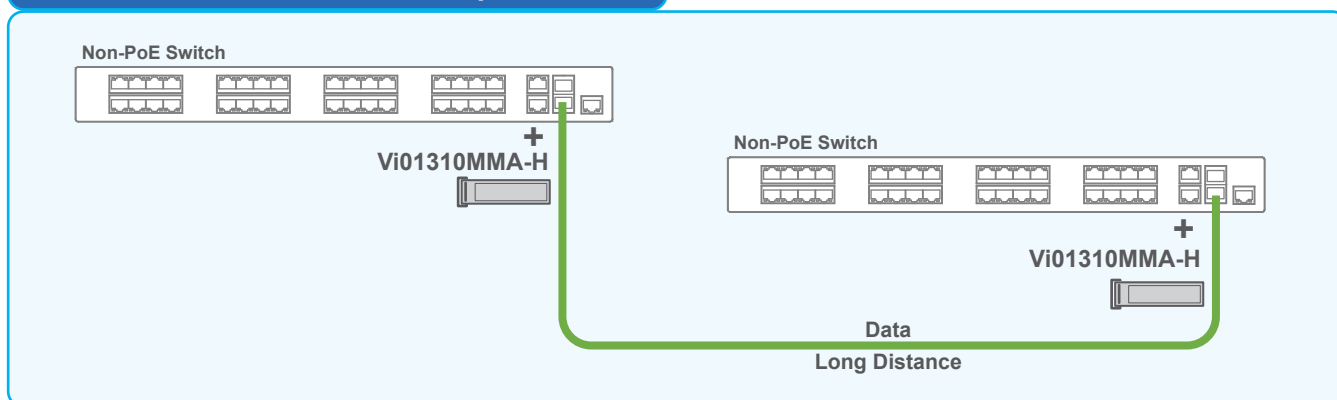 Non-PoE Switch
+
Vi01310MMA-H
Non-PoE Switch
+
Vi01310MMA-H
Data
Long Distance